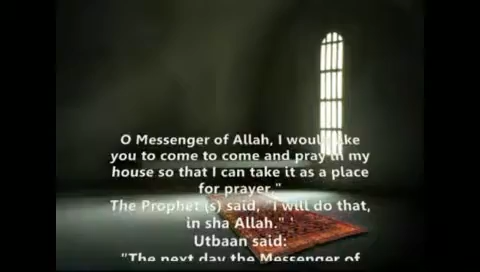 O Messenger of Allah, I would like
you to come to come and pray in my
house so that I can take it as a place
for prayer."
The Prophet (s) said, "I will do that,
in sha Allah." '
Utbaan said:
"The next day the Messenger of